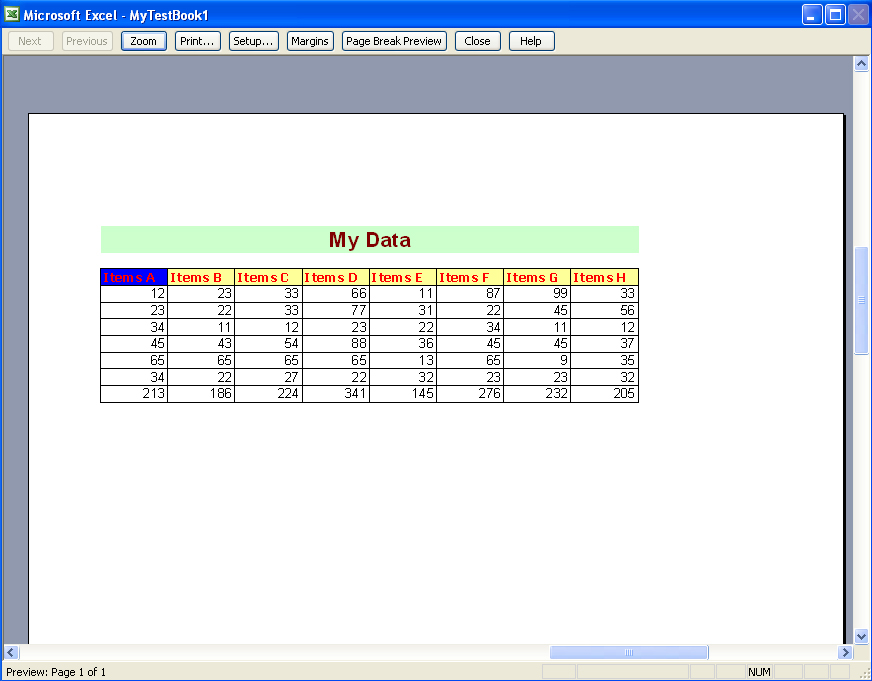 Microsoft Excel - MyTestBook1
Next Previous Zoom Print... Setup... Margins Page Break Preview Close Help
My Data
Items A Items B Items C Items D Items E Items F Items G Items H
12 23 33 66 11 87 99 33
23 22 33 77 31 22 45 56
34 11 12 23 22 34 11 12
45 43 54 88 36 45 45 37
65 65 65 65 13 65 9 35
34 22 27 22 32 23 23 32
213 186 224 341 145 276 232 205
Preview: Page 1 of 1 NUM